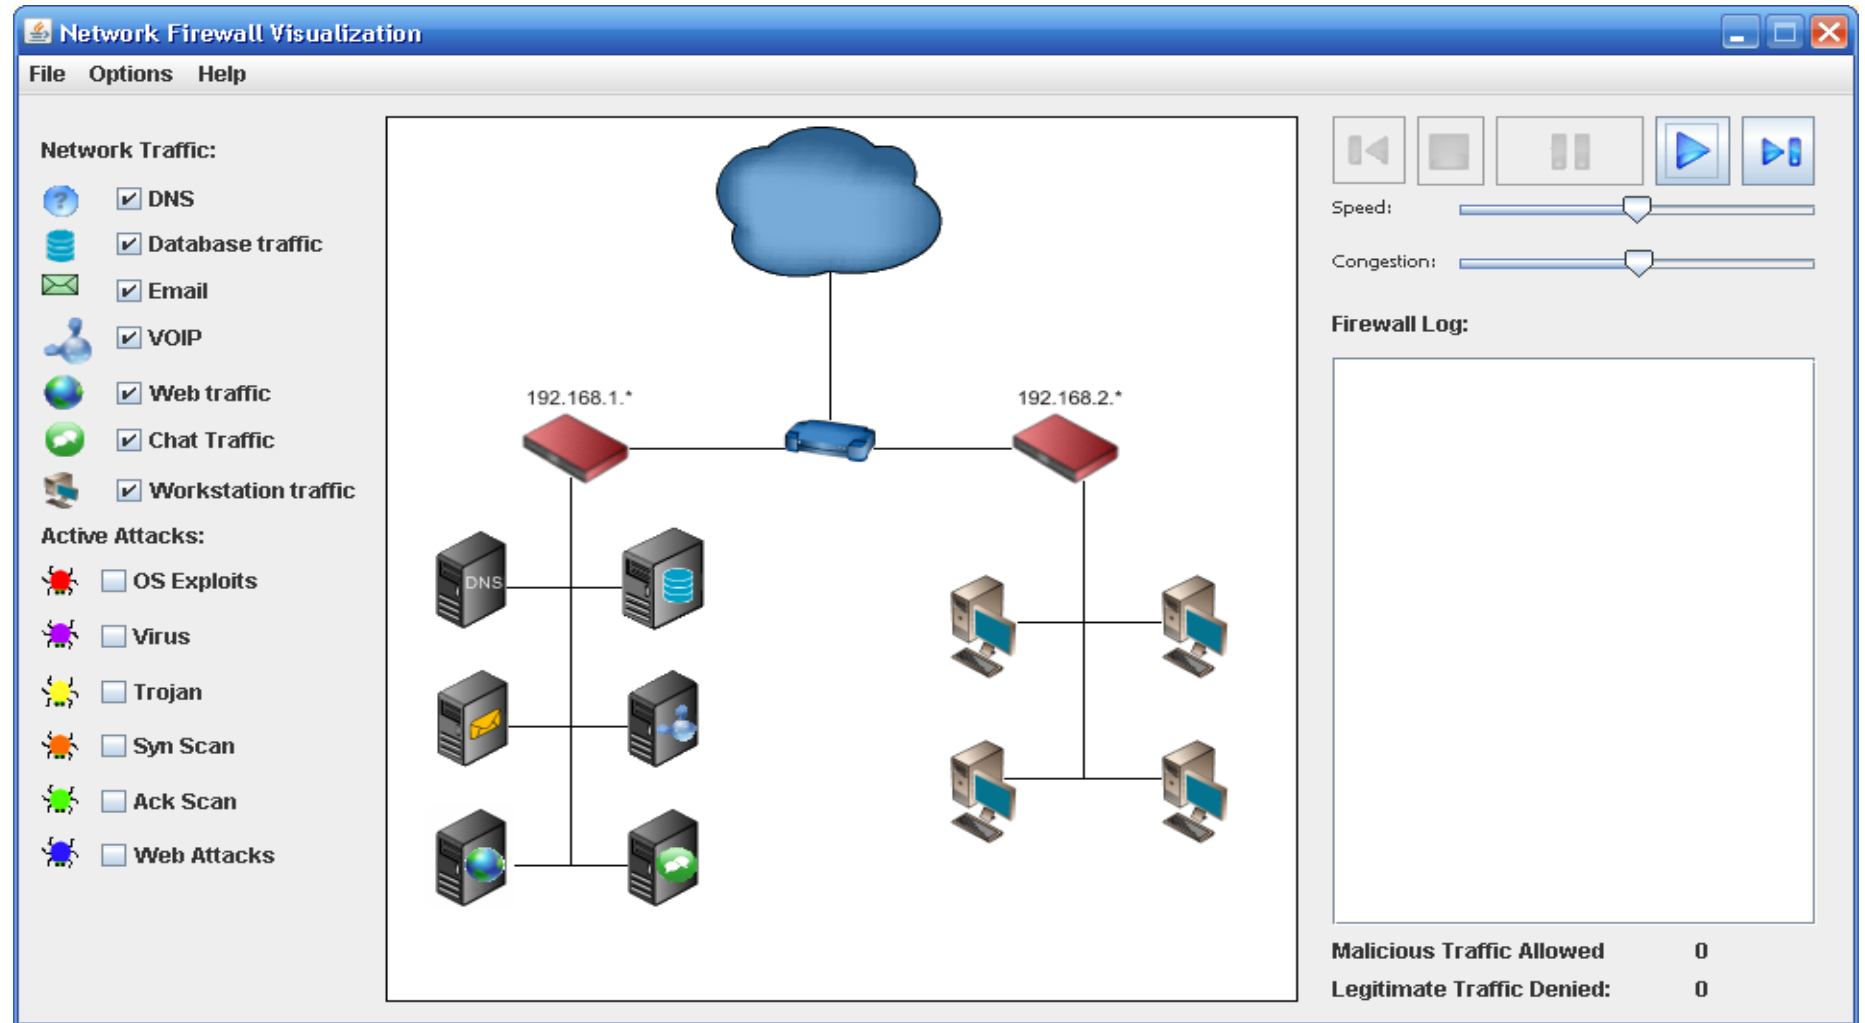 Network Firewall Visualization
File Options Help
Network Traffic:
DNS
Database traffic
Email
VOIP
Web traffic
Chat Traffic
Workstation traffic
Active Attacks:
OS Exploits
Virus
Trojan
Syn Scan
Ack Scan
Web Attacks
192.168.1.*
192.168.2.*
DNS
Speed:
Congestion:
Firewall Log:
Malicious Traffic Allowed 0
Legitimate Traffic Denied: 0